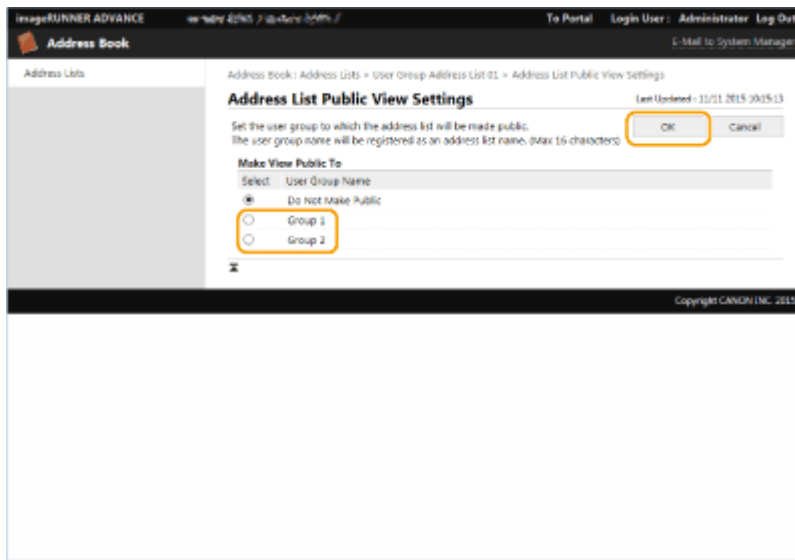 imageRUNNER ADVANCE
To Portal Login User : Administrator Log Out
Address Book
E-Mail to System Manager
Address Lists
Address Book : Address Lists > User Group Address List 01 > Address List Public View Settings
Address List Public View Settings
Last Updated : 11/11 2015 10:15:13
Set the user group to which the address list will be made public.
The user group name will be registered as an address list name. (Max 16 characters)
OK Cancel
Make View Public To
Select User Group Name
Do Not Make Public
Group 1
Group 2
Copyright CANON INC. 2015